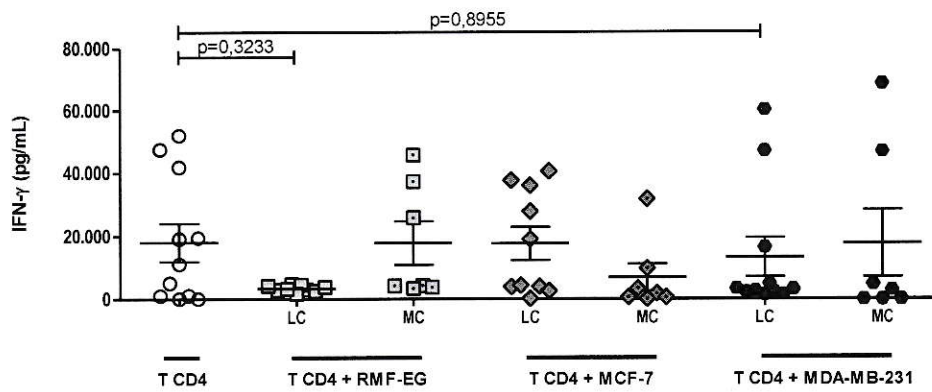 p=0,8955
p=0,3233
IFN-γ (pg/mL)
80.000
60.000
40.000
20.000
0
LC MC LC MC LC MC
T CD4 T CD4 + RMF-EG T CD4 + MCF-7 T CD4 + MDA-MB-231